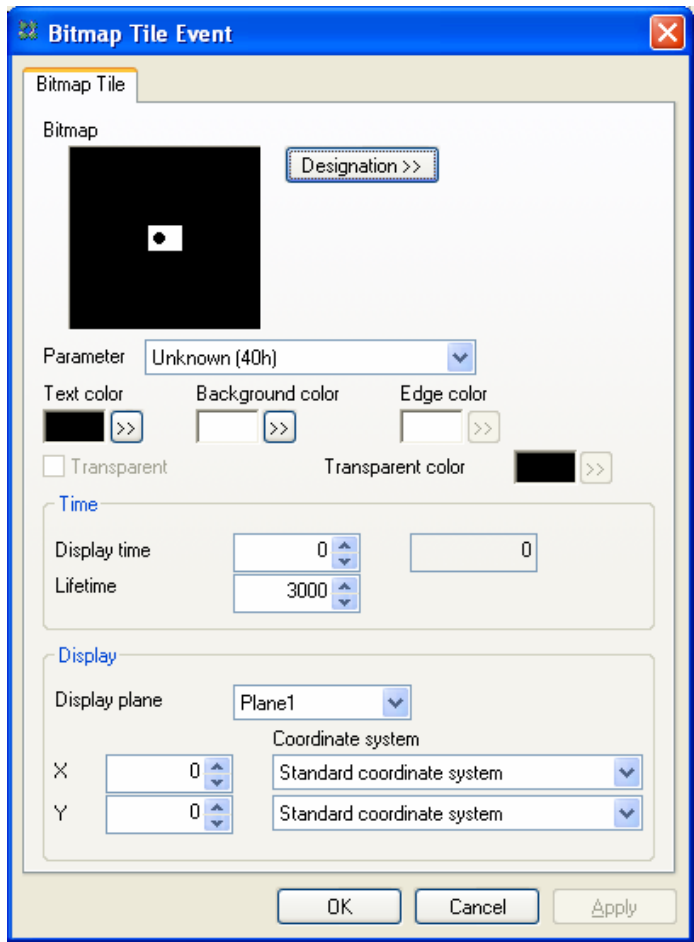 Bitmap Tile Event
Bitmap Tile
Bitmap
Designation >>
Parameter Unknown (40h)
Text color Background color Edge color
>> >> >>
Transparent Transparent color >>
Time
Display time 0 0
Lifetime 3000
Display
Display plane Plane1
Coordinate system
X 0 Standard coordinate system
Y 0 Standard coordinate system
OK Cancel Apply